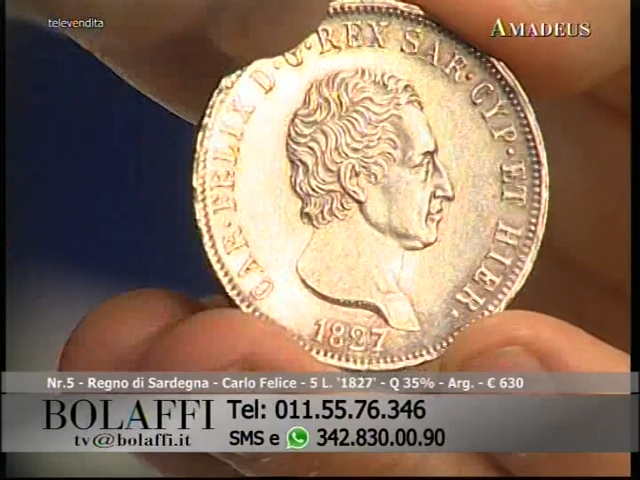 televendita
AMADEUS
CAR·FELIX D·G·REX SAR·CYP·ET HIER·
1827
Nr.5 - Regno di Sardegna - Carlo Felice - 5 L. '1827' - Q 35% - Arg. - € 630
BOLAFFI
tv@bolaffi.it
Tel: 011.55.76.346
SMS e 342.830.00.90